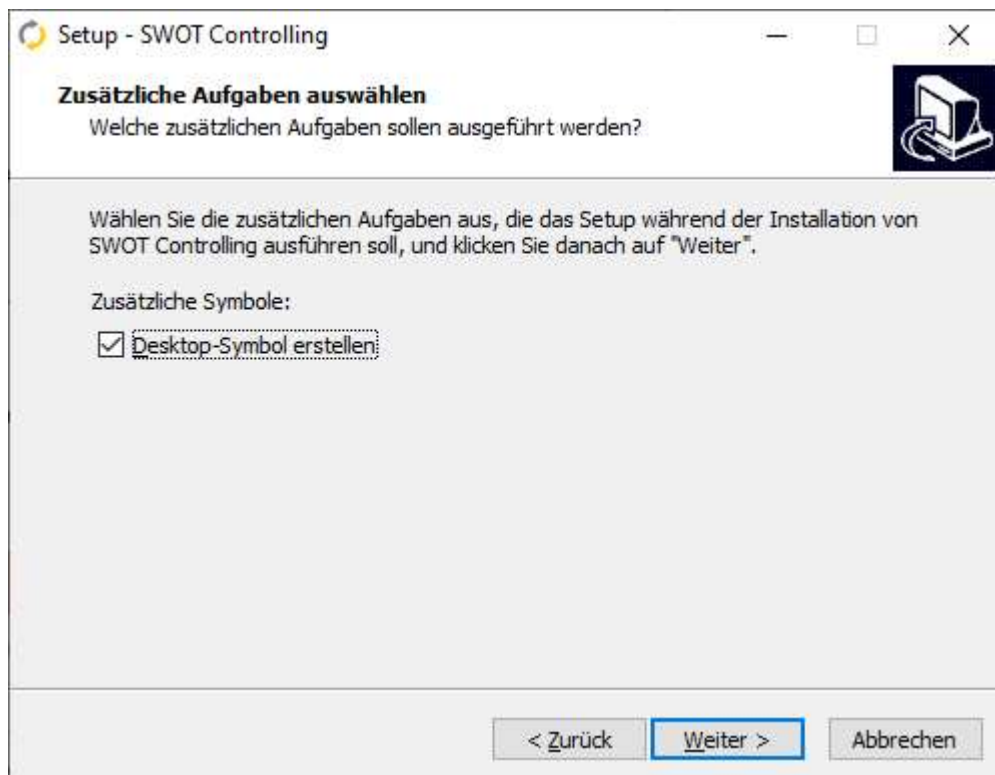 Setup - SWOT Controlling
Zusätzliche Aufgaben auswählen
Welche zusätzlichen Aufgaben sollen ausgeführt werden?
Wählen Sie die zusätzlichen Aufgaben aus, die das Setup während der Installation von
SWOT Controlling ausführen soll, und klicken Sie danach auf "Weiter".
Zusätzliche Symbole:
Desktop-Symbol erstellen
< Zurück
Weiter >
Abbrechen